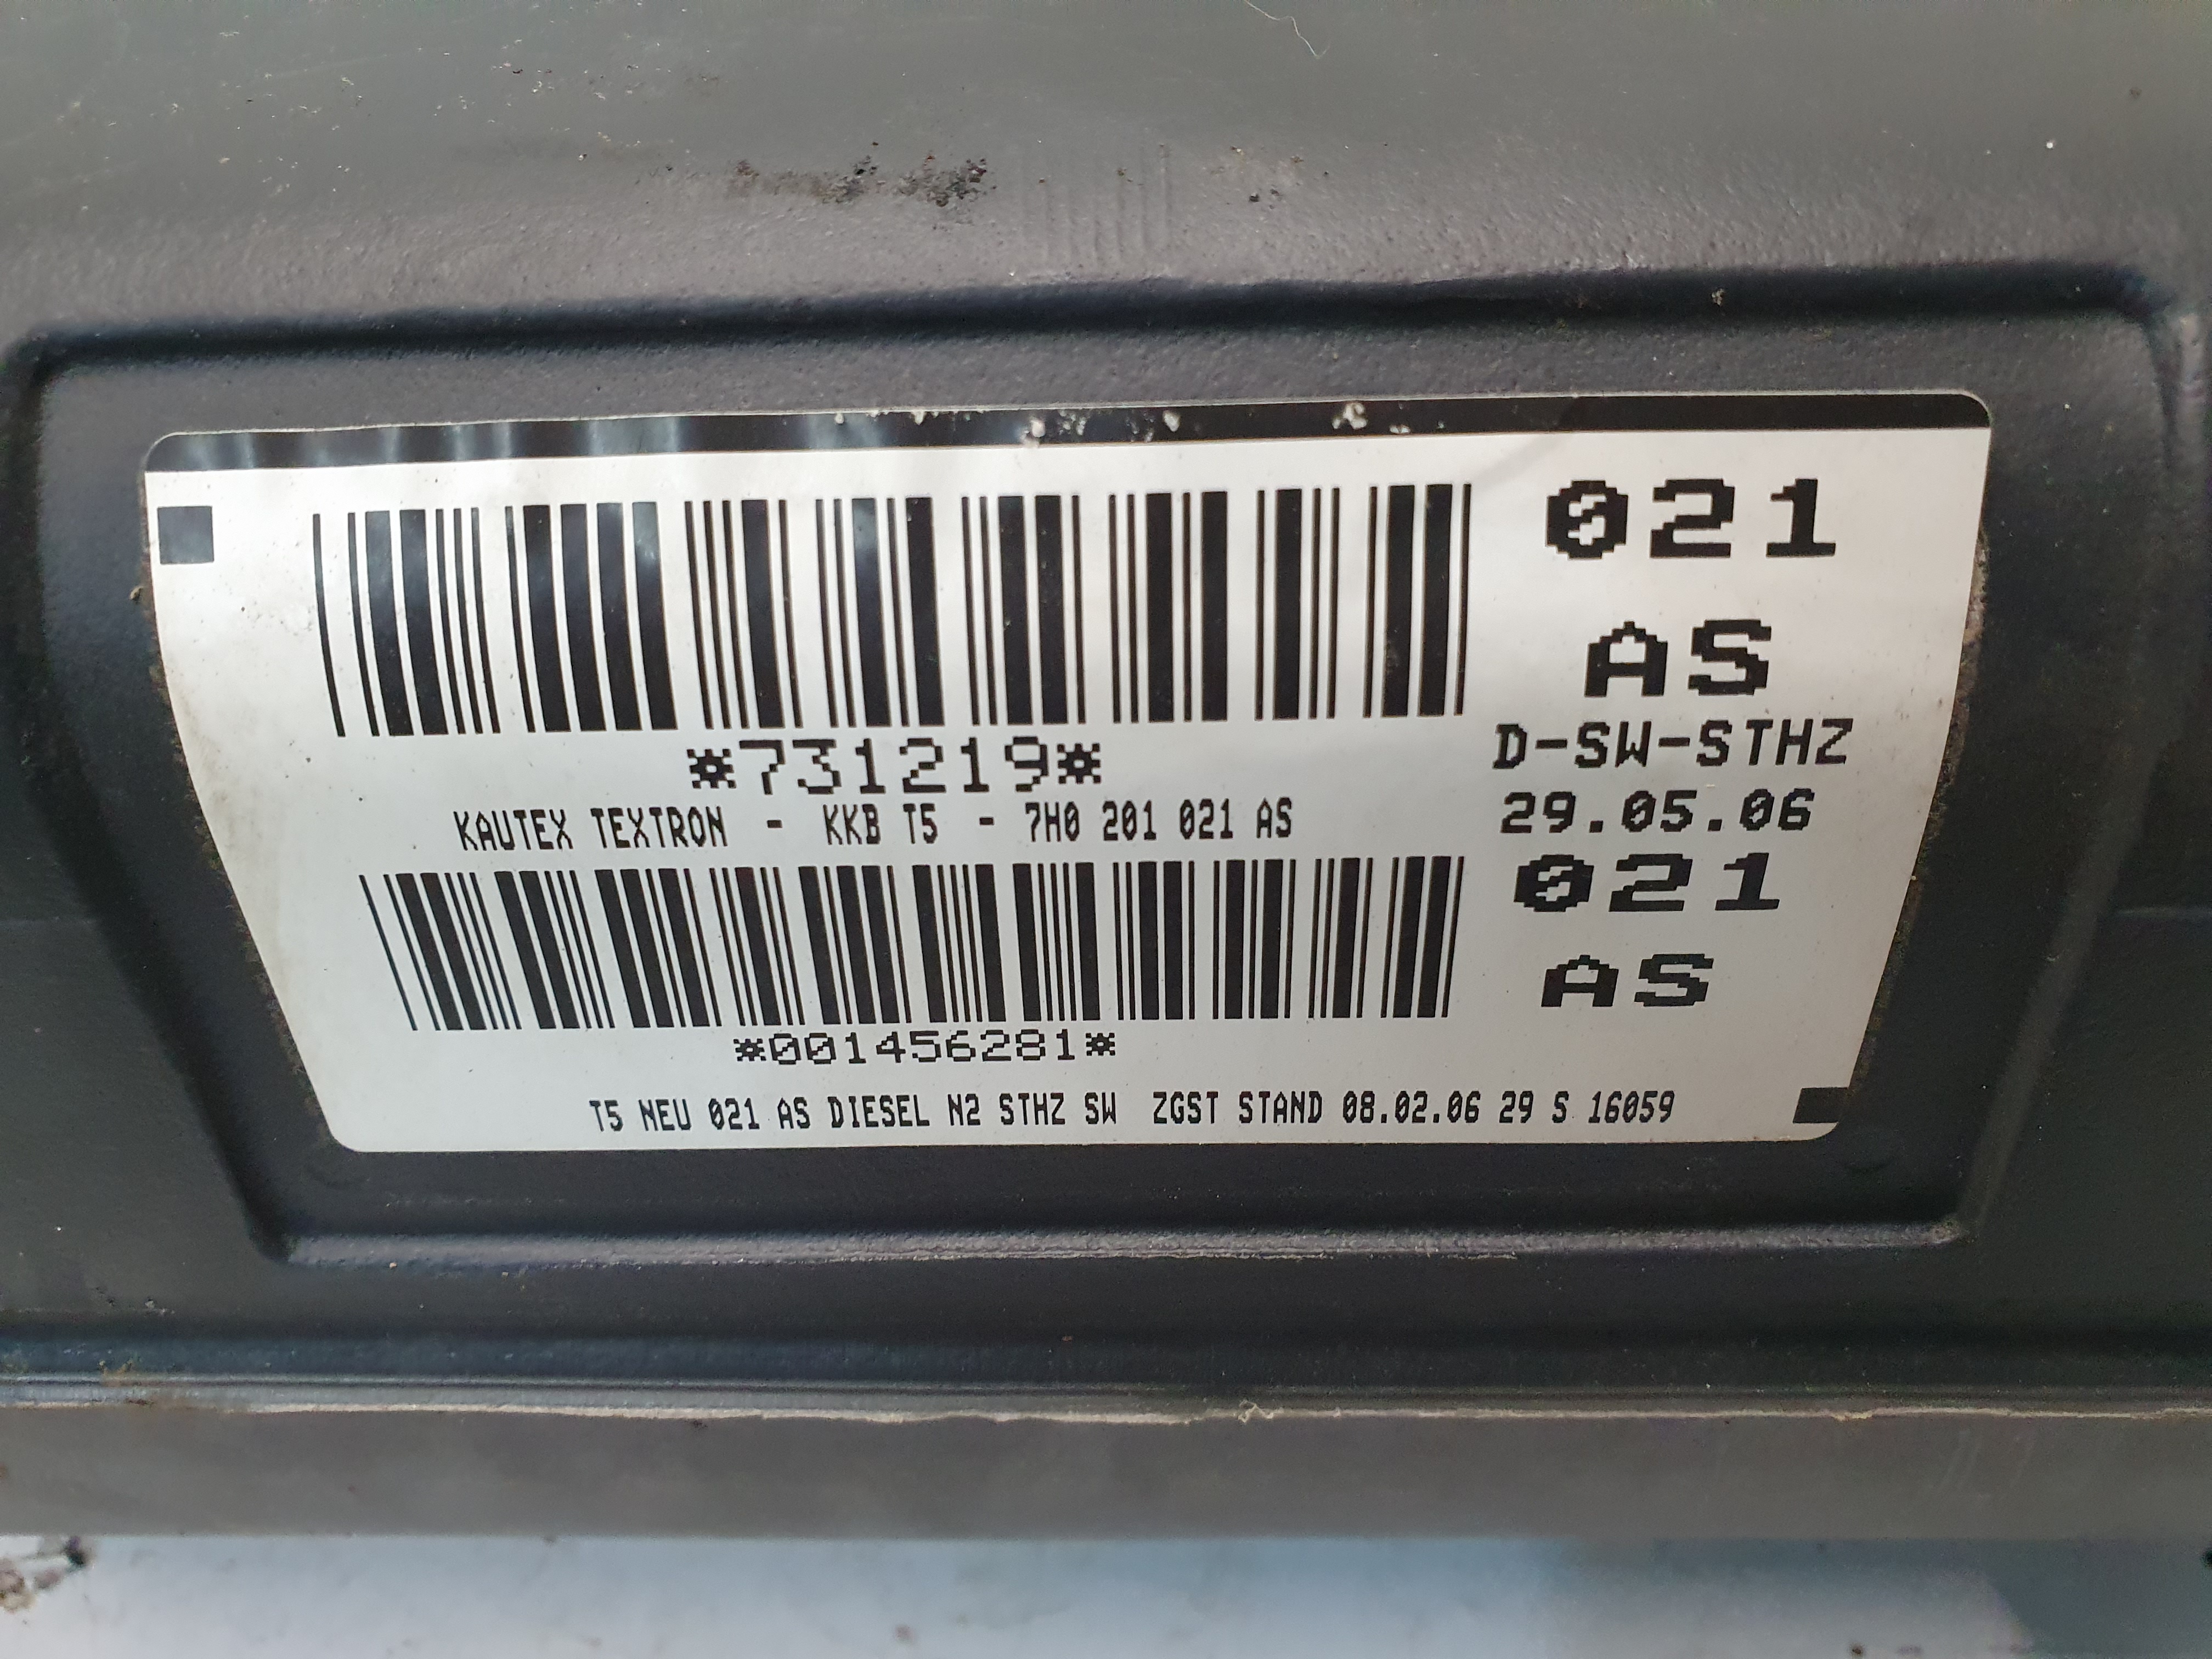 021
AS
*731219*
D-SW-STHZ
KAUTEX TEXTRON - KKB T5 - 7H0 201 021 AS
29.05.06
021
AS
*001456281*
T5 NEU 021 AS DIESEL N2 STHZ SW ZGST STAND 08.02.06 29 S 16059